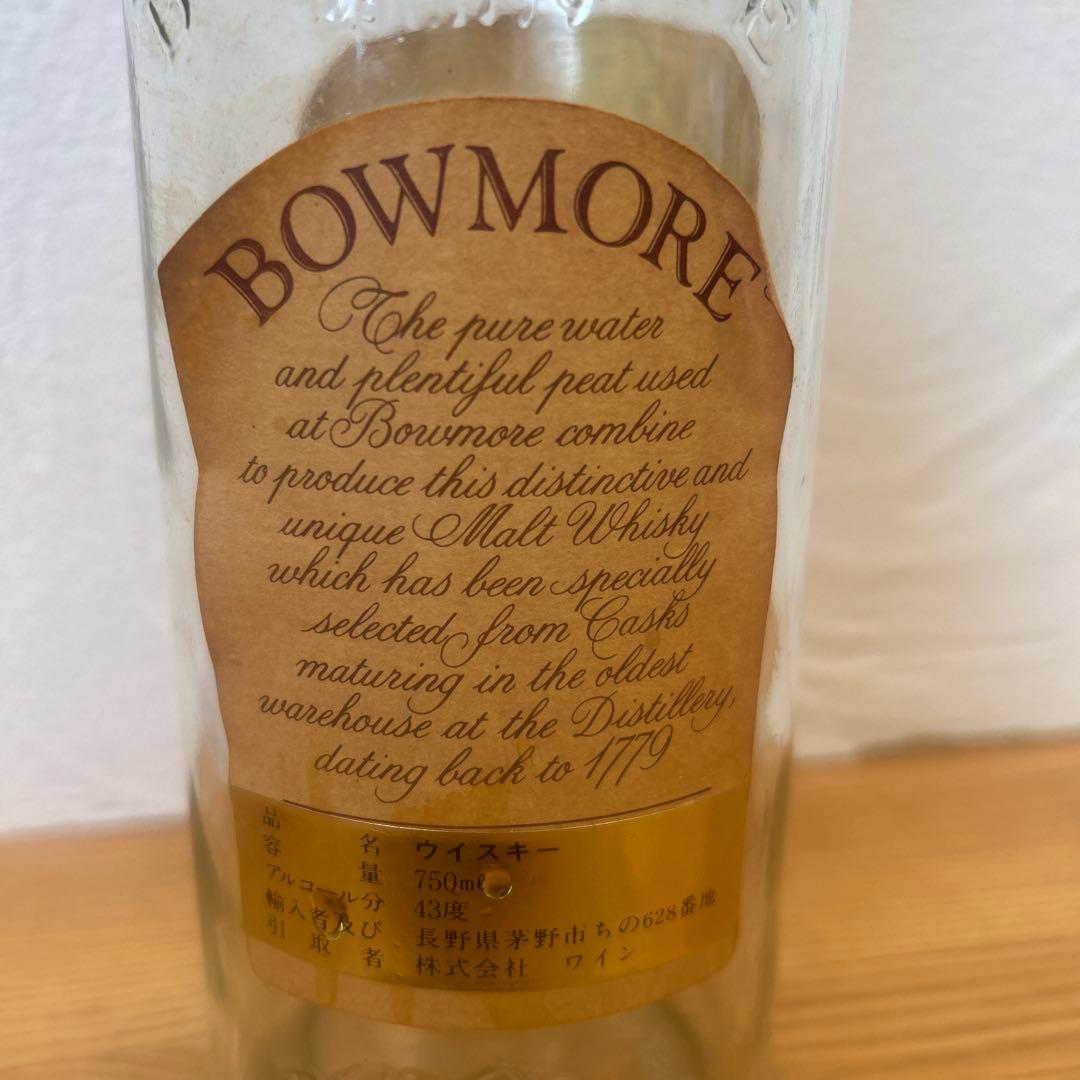 BOWMORE
The pure water
and plentiful peat used
at Bowmore combine
to produce this distinctive and
unique Malt Whisky
which has been specially
selected from Casks
maturing in the oldest
warehouse at the Distillery,
dating back to 1779
品名 ウイスキー
容量 750ml
アルコール分 43度
輸入者及び 長野県茅野市ちの628番地
引取者 株式会社 ワイン